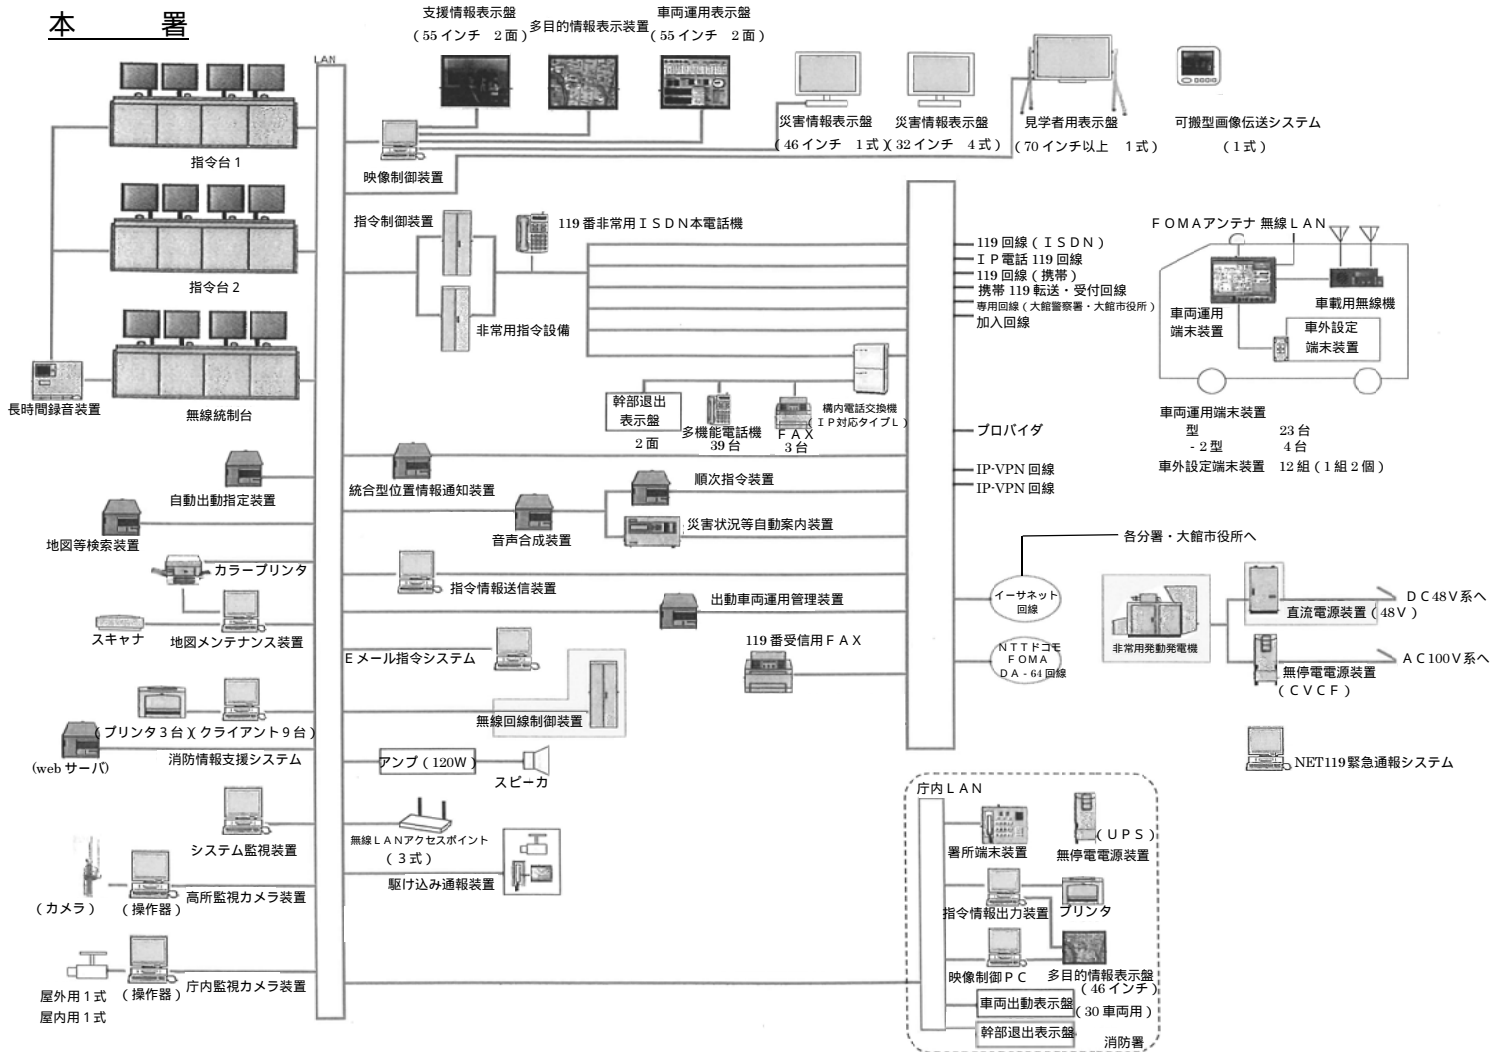 本　署
LAN
支援情報表示盤
（55インチ　2面）
多目的情報表示装置
車両運用表示盤
（55インチ　2面）
災害情報表示盤
（46インチ　1式）
災害情報表示盤
（32インチ　4式）
見学者用表示盤
（70インチ以上　1式）
可搬型画像伝送システム
（1式）
映像制御装置
指令台1
指令台2
無線統制台
長時間録音装置
指令制御装置
119番非常用ＩＳＤＮ本電話機
非常用指令設備
119回線（ＩＳＤＮ）
ＩＰ電話119回線
119回線（携帯）
携帯119転送・受付回線
専用回線（大館警察署・大館市役所）
加入回線
ＦＯＭＡアンテナ 無線ＬＡＮ
車載用無線機
車両運用
端末装置
車外設定
端末装置
幹部退出
表示盤
2面
多機能電話機
39台
ＦＡＸ
3台
構内電話交換機
（ＩＰ対応タイプＬ）
プロバイダ
IP-VPN回線
IP-VPN回線
車両運用端末装置
型　23台
-2型　4台
車外設定端末装置　12組（1組2個）
自動出動指定装置
統合型位置情報通知装置
順次指令装置
地図等検索装置
音声合成装置
災害状況等自動案内装置
カラープリンタ
指令情報送信装置
各分署・大館市役所へ
スキャナ
地図メンテナンス装置
出動車両運用管理装置
イーサネット
回線
Ｅメール指令システム
119番受信用ＦＡＸ
ＮＴＴドコモ
ＦＯＭＡ
ＤＡ-64回線
非常用発動発電機
直流電源装置（48Ｖ）
ＤＣ48Ｖ系へ
無停電電源装置
（ＣＶＣＦ）
ＡＣ100Ｖ系へ
（プリンタ3台）（クライアント9台）
無線回線制御装置
(webサーバ)
消防情報支援システム
アンプ（120W）
スピーカ
NET119緊急通報システム
システム監視装置
無線ＬＡＮアクセスポイント
（3式）
駆け込み通報装置
（カメラ）
（操作器）
高所監視カメラ装置
屋外用1式
屋内用1式
（操作器）
庁内監視カメラ装置
庁内ＬＡＮ
署所端末装置
（ＵＰＳ）
無停電電源装置
指令情報出力装置
プリンタ
映像制御ＰＣ
多目的情報表示盤
（46インチ）
車両出動表示盤
（30車両用）
幹部退出表示盤
消防署